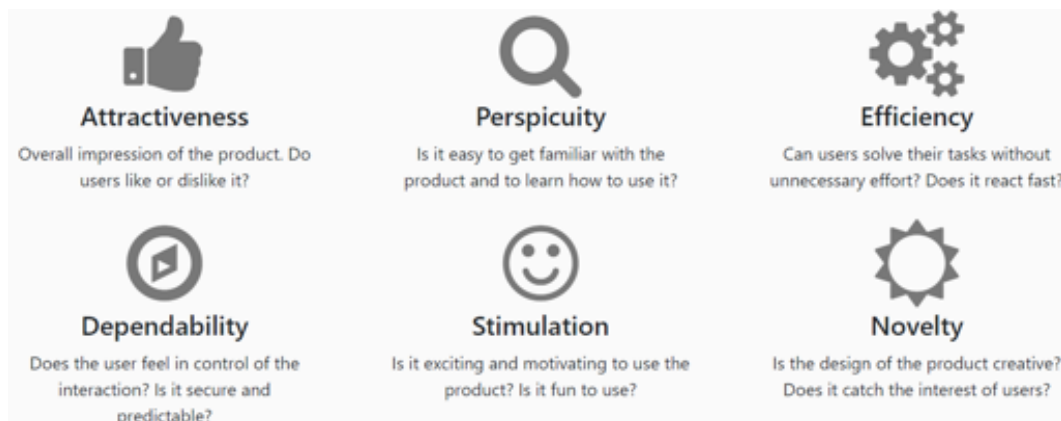 Attractiveness
Overall impression of the product. Do
users like or dislike it?
Perspicuity
Is it easy to get familiar with the
product and to learn how to use it?
Efficiency
Can users solve their tasks without
unnecessary effort? Does it react fast?
Dependability
Does the user feel in control of the
interaction? Is it secure and
predictable?
Stimulation
Is it exciting and motivating to use the
product? Is it fun to use?
Novelty
Is the design of the product creative?
Does it catch the interest of users?